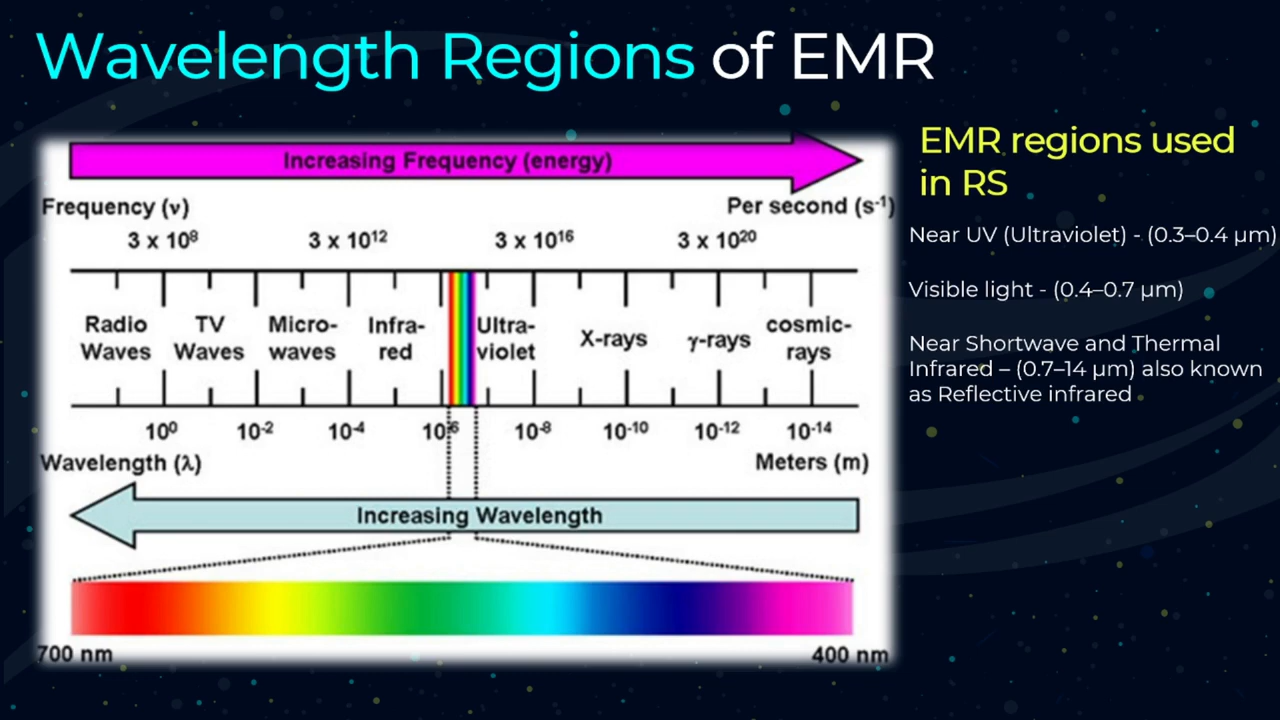 Wavelength Regions of EMR
Increasing Frequency (energy)
Frequency (ν)
Per second (s⁻¹)
3 x 10⁸
3 x 10¹²
3 x 10¹⁶
3 x 10²⁰
Radio
Waves
TV
Waves
Micro-
waves
Infra-
red
Ultra-
violet
X-rays
γ-rays
cosmic-
rays
10⁰
10⁻²
10⁻⁴
10⁻⁶
10⁻⁸
10⁻¹⁰
10⁻¹²
10⁻¹⁴
Wavelength (λ)
Meters (m)
Increasing Wavelength
700 nm
400 nm
EMR regions used
in RS
Near UV (Ultraviolet) - (0.3–0.4 µm)
Visible light - (0.4–0.7 µm)
Near Shortwave and Thermal
Infrared – (0.7–14 µm) also known
as Reflective infrared